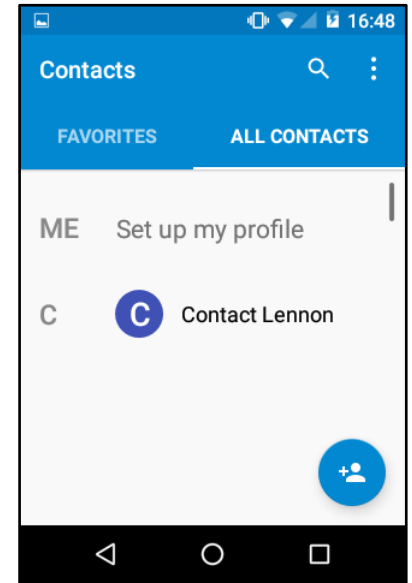 16:48
Contacts
FAVORITES ALL CONTACTS
ME Set up my profile
C C Contact Lennon